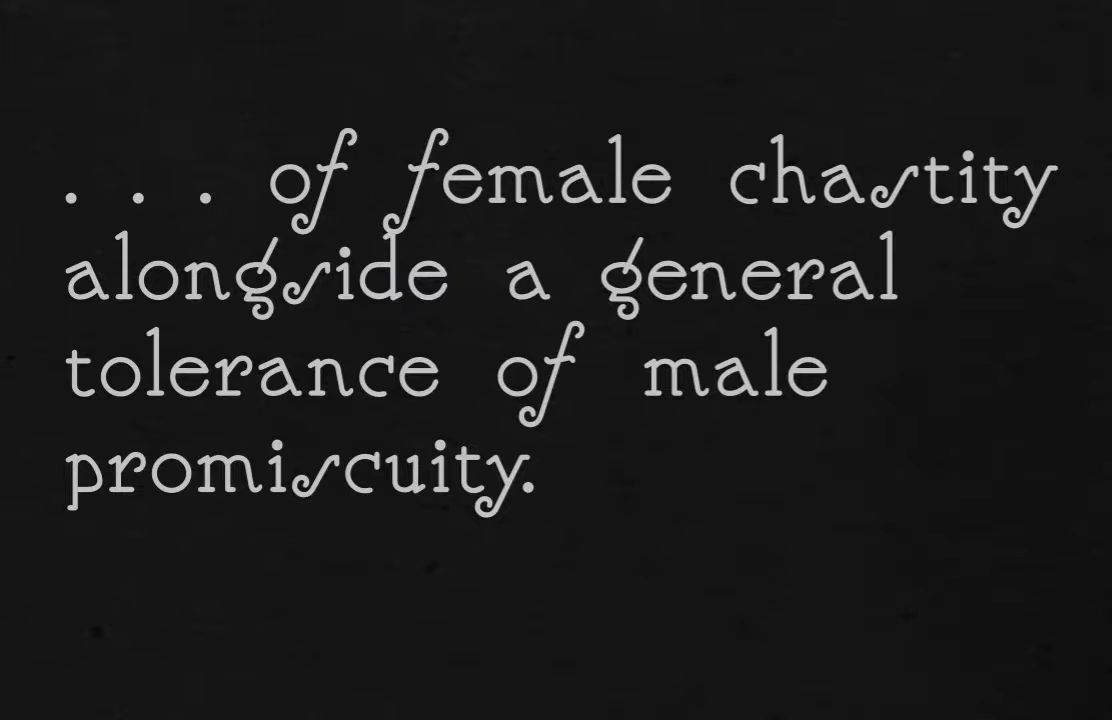 . . . of female chastity
alongside a general
tolerance of male
promiscuity.